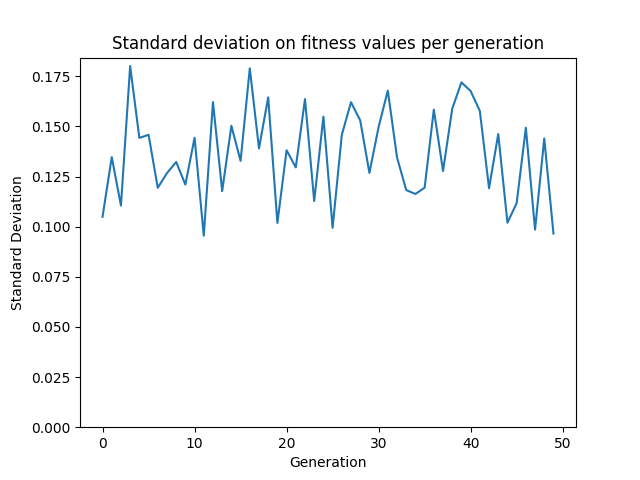 Standard deviation on fitness values per generation
Standard Deviation
0.175
0.150
0.125
0.100
0.075
0.050
0.025
0.000
0 10 20 30 40 50
Generation